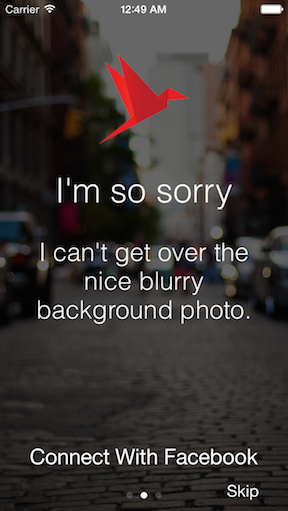 Carrier 12:49 AM
I'm so sorry
I can't get over the
nice blurry
background photo.
Connect With Facebook
Skip